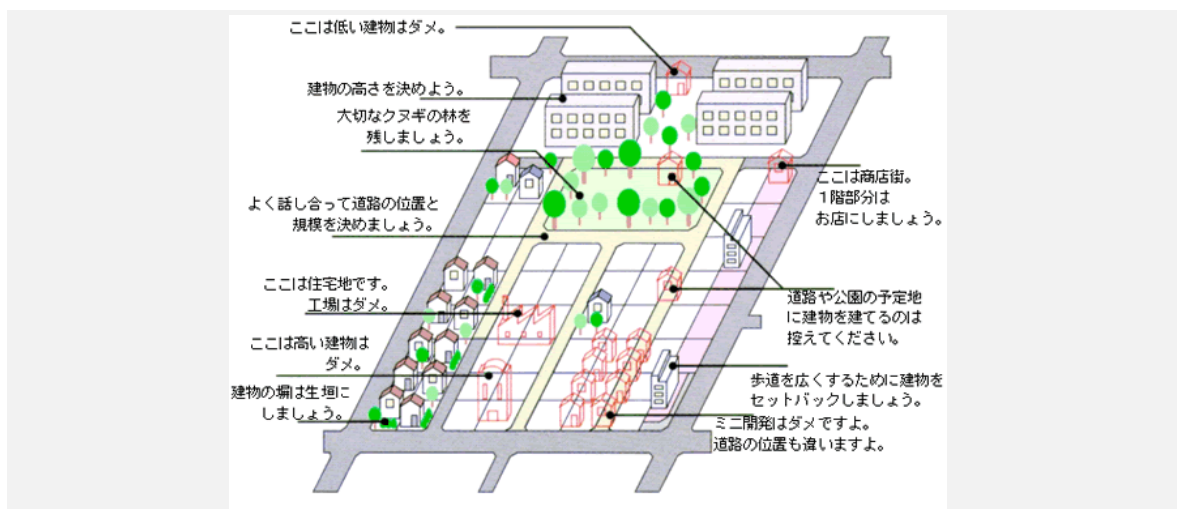 ここは低い建物はダメ。
建物の高さを決めよう。
大切なクヌギの林を
残しましょう。
よく話し合って道路の位置と
規模を決めましょう。
ここは住宅地です。
工場はダメ。
ここは高い建物は
ダメ。
建物の塀は生垣に
しましょう。
ここは商店街。
1階部分は
お店にしましょう。
道路や公園の予定地
に建物を建てるのは
控えてください。
歩道を広くするために建物を
セットバックしましょう。
ミニ開発はダメですよ。
道路の位置も違いますよ。